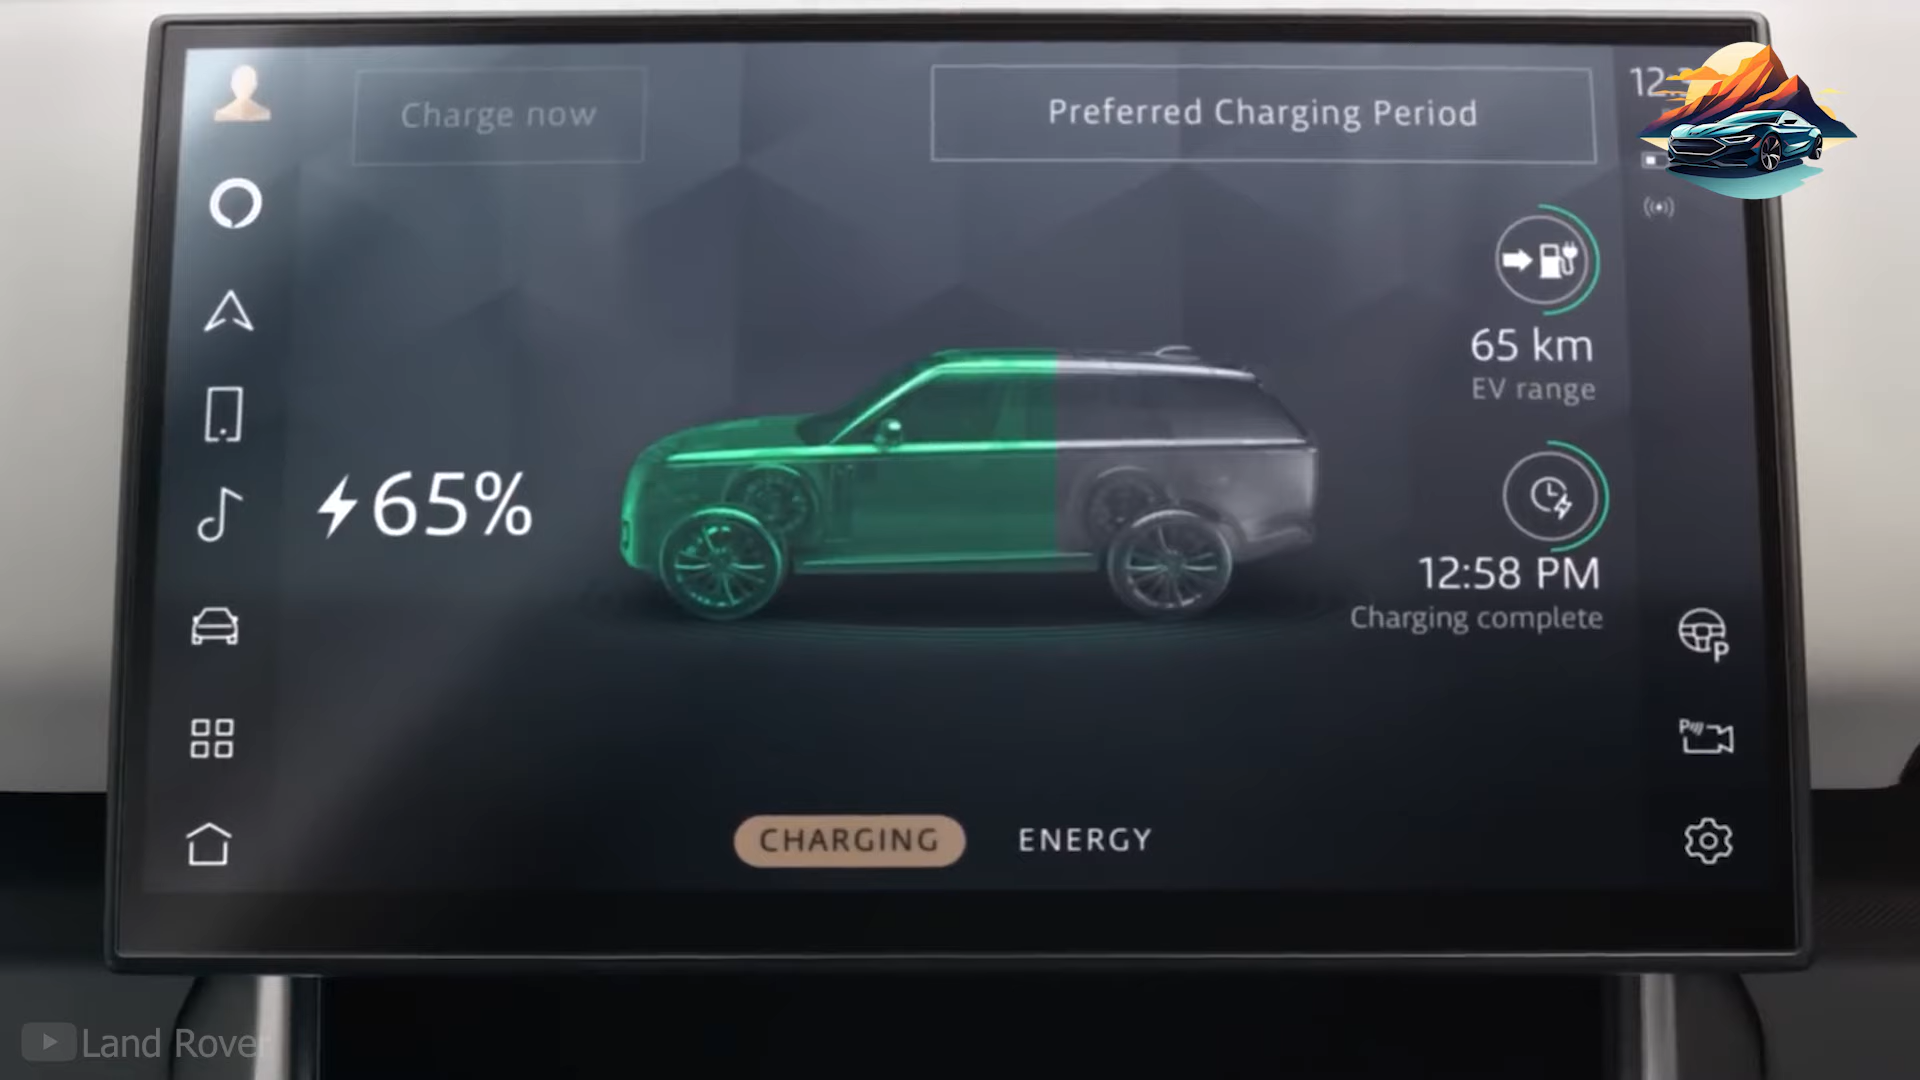 Charge now
Preferred Charging Period
65 km
EV range
65%
12:58 PM
Charging complete
CHARGING
ENERGY
Land Rover